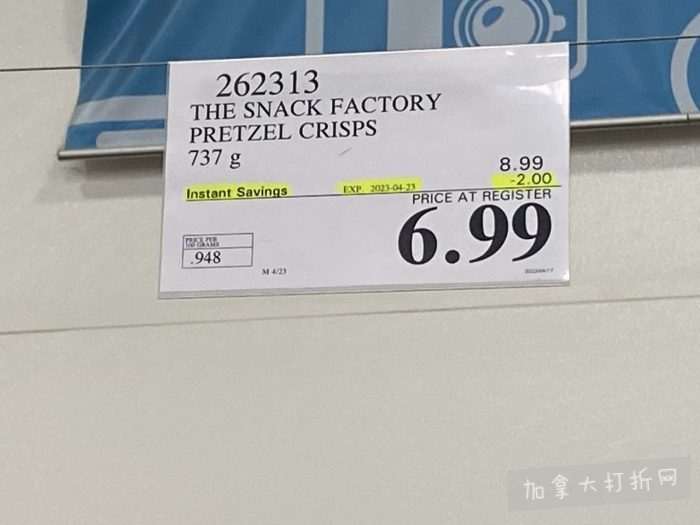 262313
THE SNACK FACTORY
PRETZEL CRISPS
737 g
8.99
Instant Savings EXP. 2023-04-23 -2.00
PRICE AT REGISTER
6.99
PRICE PER
100 GRAMS
.948
M 4/23
加拿大打折网